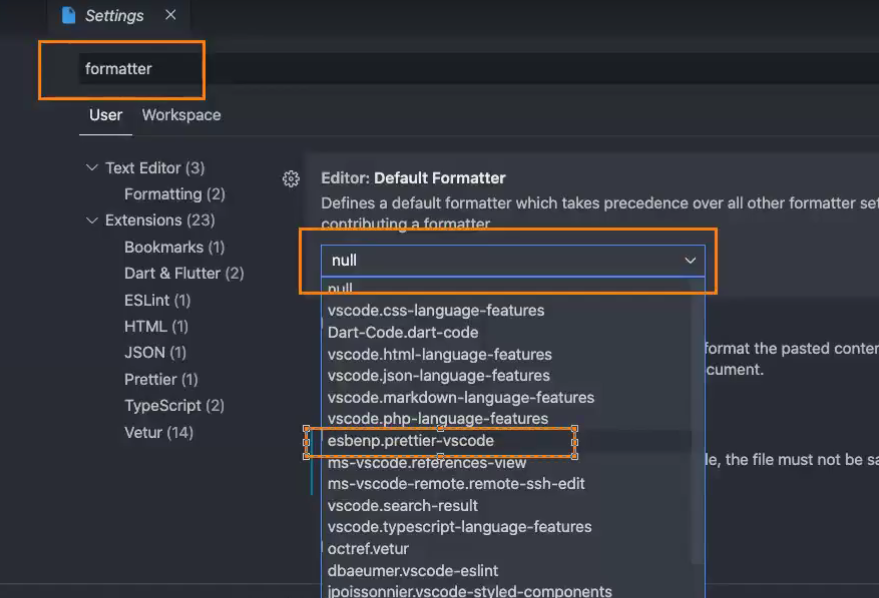 Settings
formatter
User Workspace
Text Editor (3)
Formatting (2)
Extensions (23)
Bookmarks (1)
Dart & Flutter (2)
ESLint (1)
HTML (1)
JSON (1)
Prettier (1)
TypeScript (2)
Vetur (14)
Editor: Default Formatter
Defines a default formatter which takes precedence over all other formatter set
contributing a formatter
null
null
vscode.css-language-features
Dart-Code.dart-code
vscode.html-language-features
vscode.json-language-features
vscode.markdown-language-features
vscode.php-language-features
esbenp.prettier-vscode
ms-vscode.references-view
ms-vscode-remote.remote-ssh-edit
vscode.search-result
vscode.typescript-language-features
octref.vetur
dbaeumer.vscode-eslint
jpoissonnier.vscode-styled-components
format the pasted conten
cument.
le, the file must not be sa